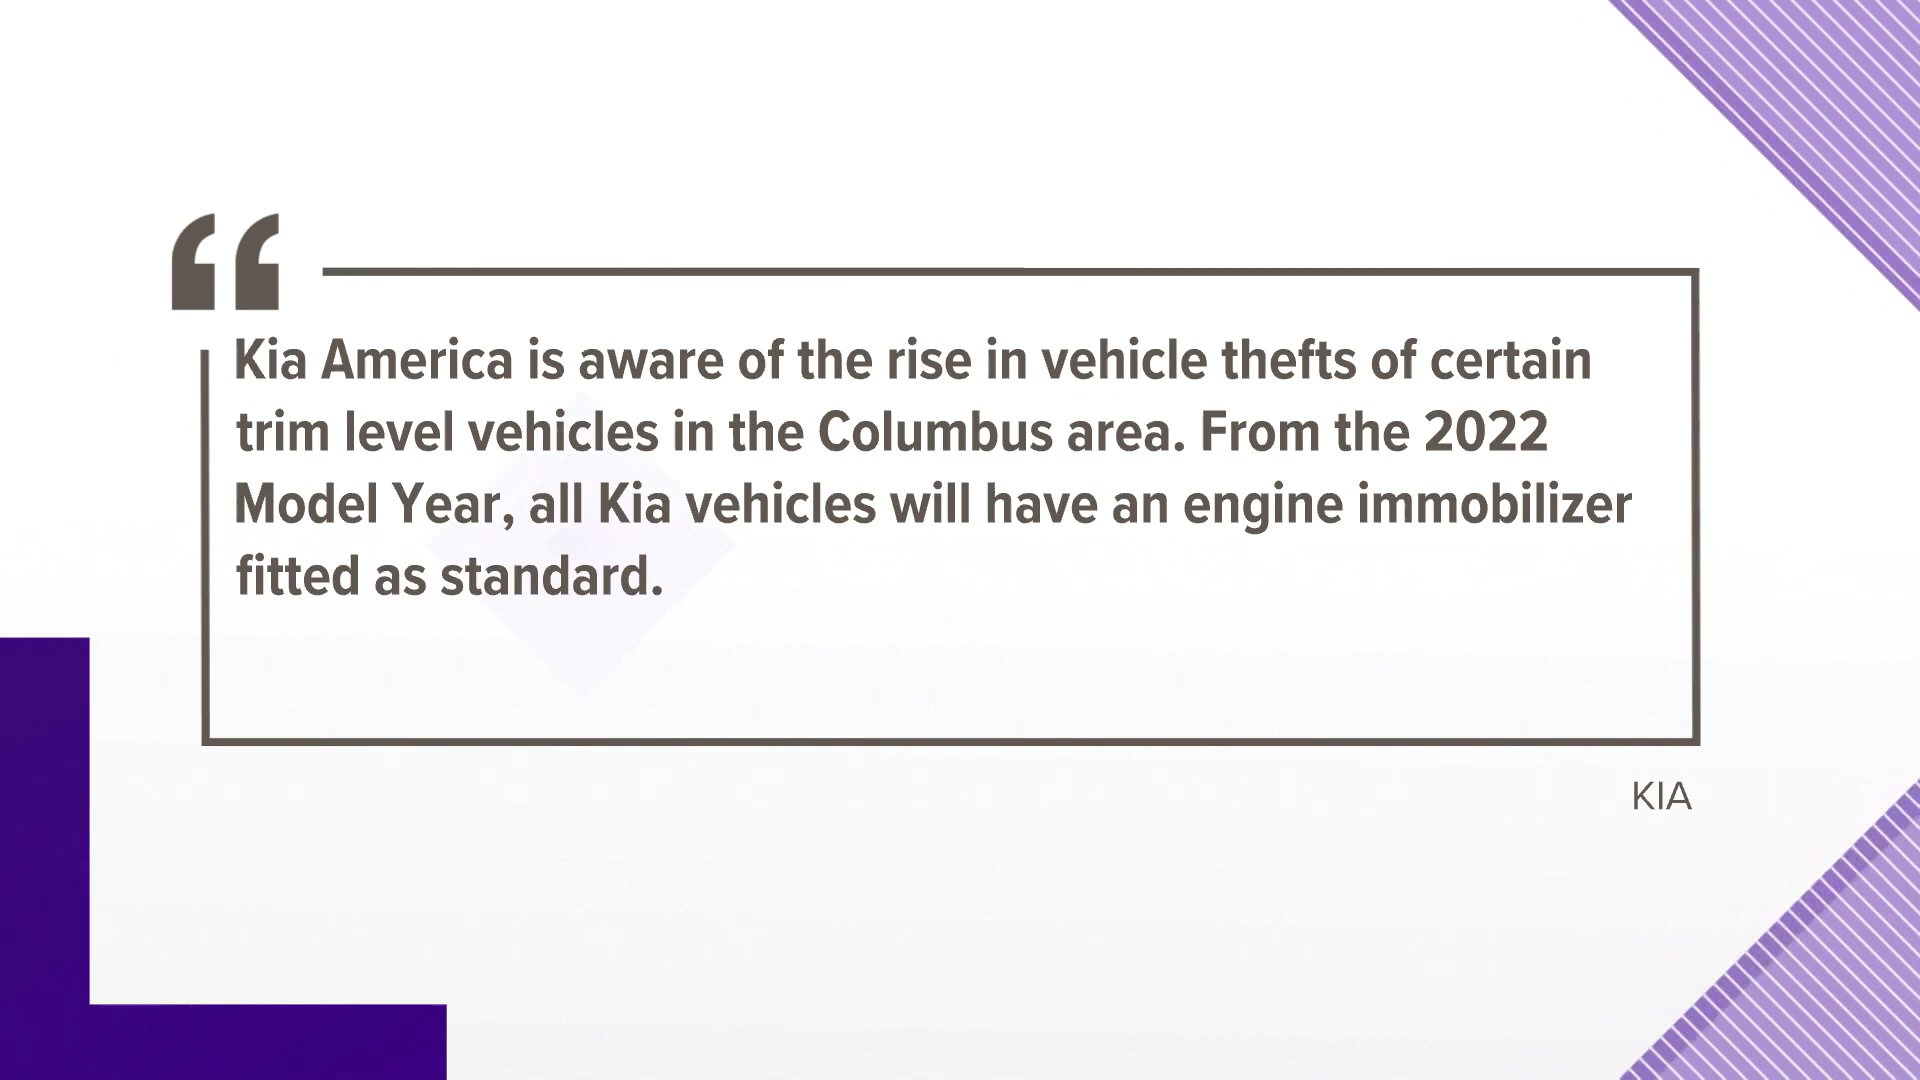 “
Kia America is aware of the rise in vehicle thefts of certain
trim level vehicles in the Columbus area. From the 2022
Model Year, all Kia vehicles will have an engine immobilizer
fitted as standard.
KIA